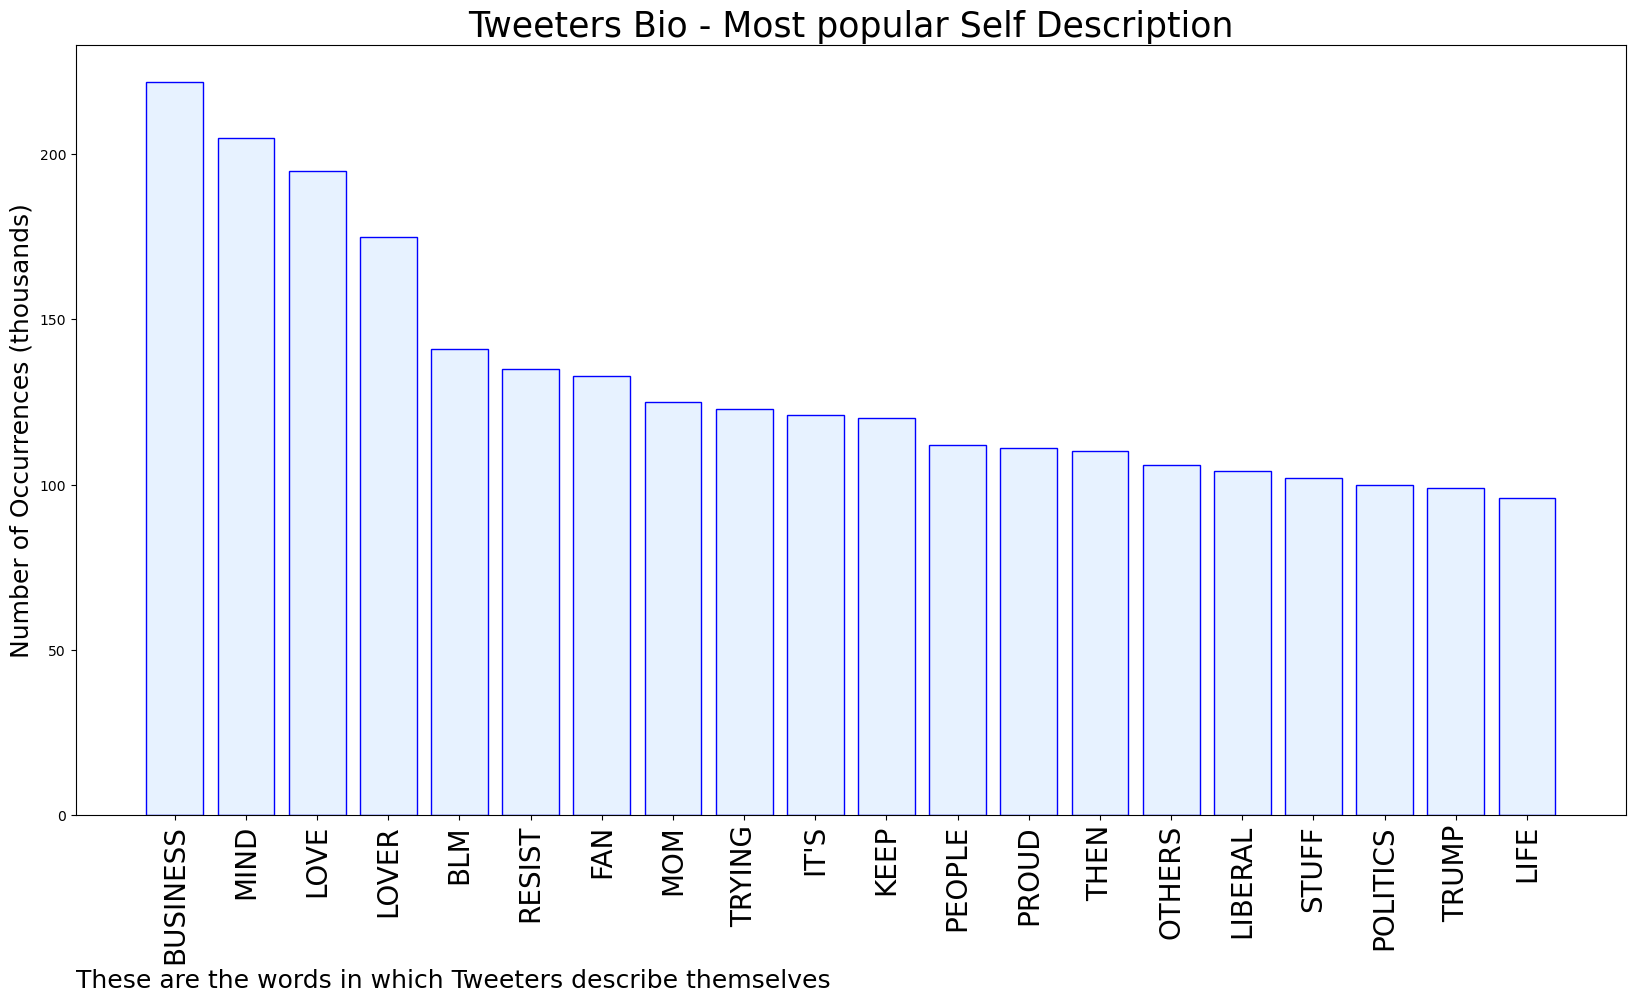 Tweeters Bio - Most popular Self Description
Number of Occurrences (thousands)
200
150
100
50
0
BUSINESS
MIND
LOVE
LOVER
BLM
RESIST
FAN
MOM
TRYING
IT'S
KEEP
PEOPLE
PROUD
THEN
OTHERS
LIBERAL
STUFF
POLITICS
TRUMP
LIFE
These are the words in which Tweeters describe themselves